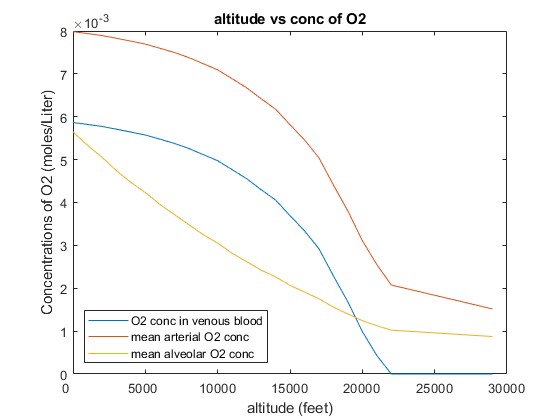 altitude vs conc of O2
×10-3
8
7
6
5
4
3
2
1
0
Concentrations of O2 (moles/Liter)
O2 conc in venous blood
mean arterial O2 conc
mean alveolar O2 conc
0 5000 10000 15000 20000 25000 30000
altitude (feet)